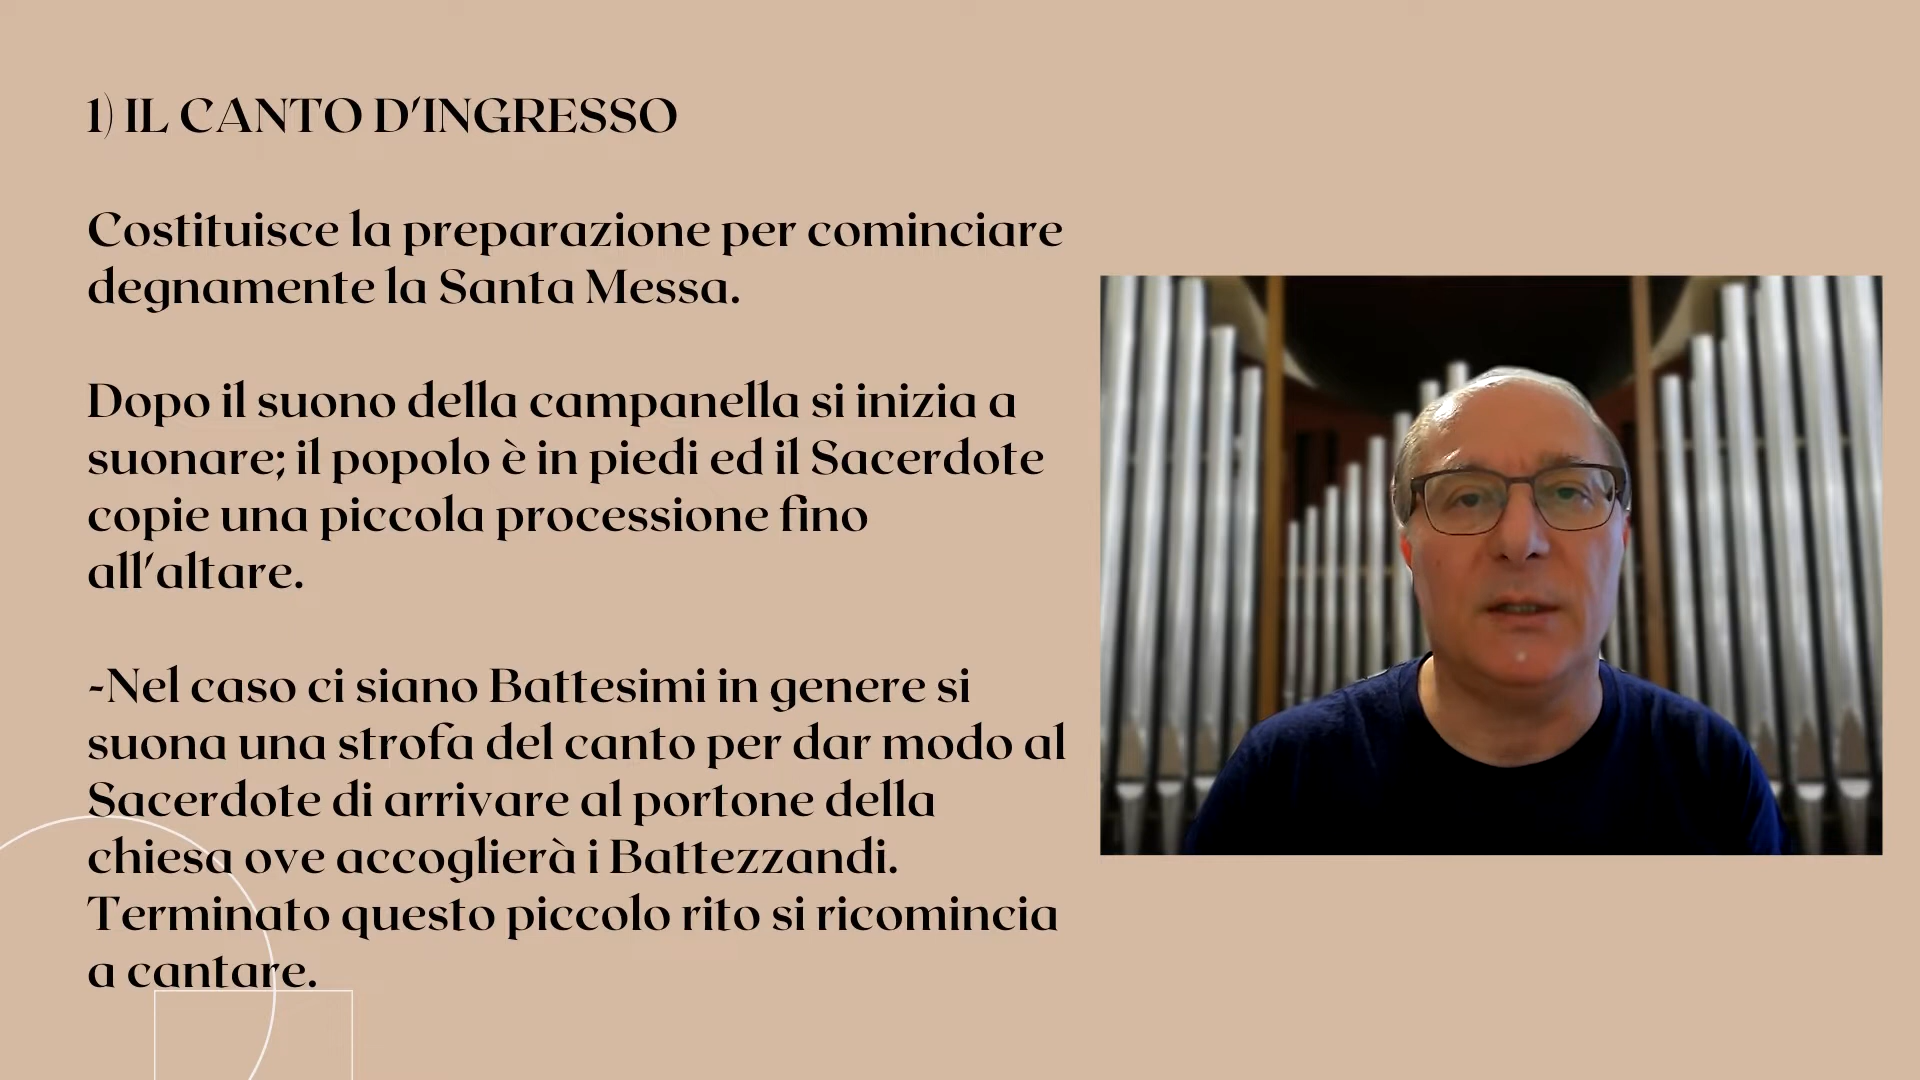 1) IL CANTO D'INGRESSO
Costituisce la preparazione per cominciare
degnamente la Santa Messa.
Dopo il suono della campanella si inizia a
suonare; il popolo è in piedi ed il Sacerdote
copie una piccola processione fino
all'altare.
-Nel caso ci siano Battesimi in genere si
suona una strofa del canto per dar modo al
Sacerdote di arrivare al portone della
chiesa ove accoglierà i Battezzandi.
Terminato questo piccolo rito si ricomincia
a cantare.